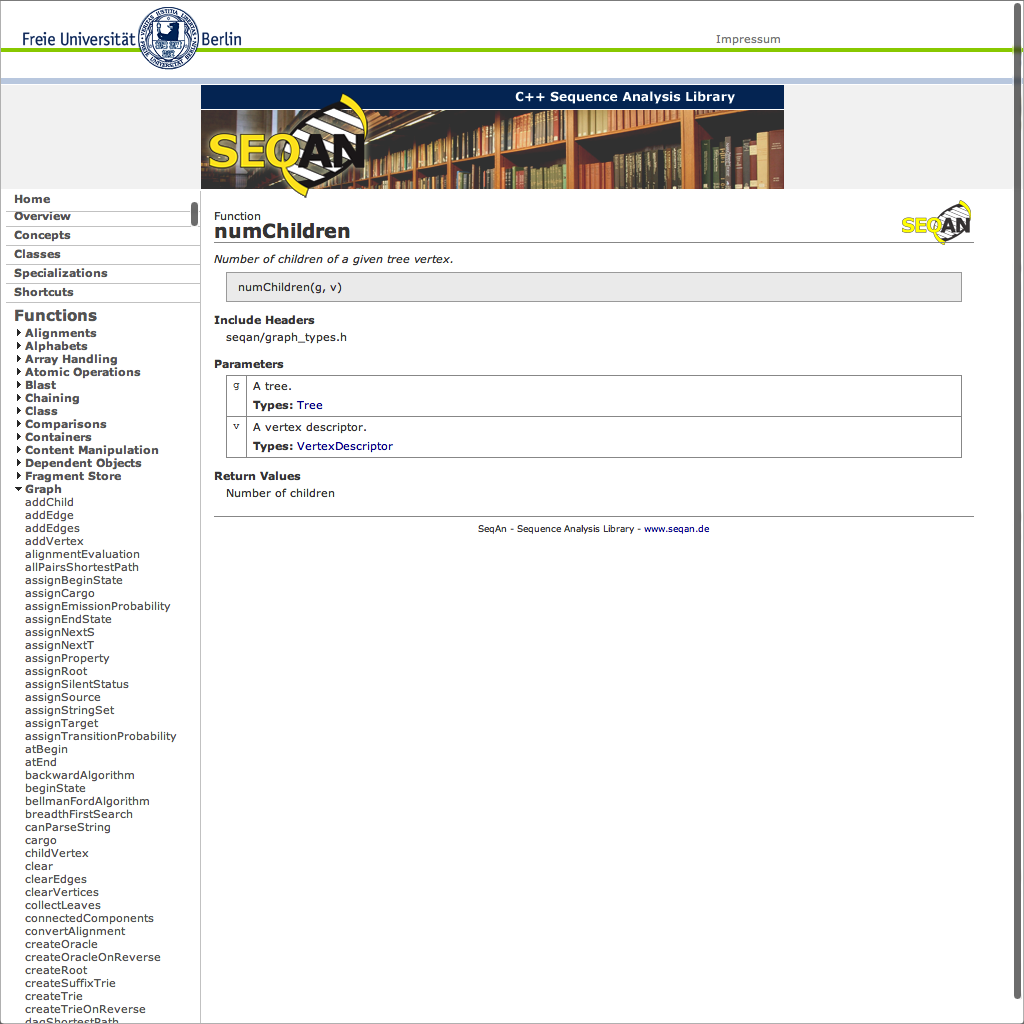 Freie Universität Berlin
Impressum
C++ Sequence Analysis Library
SEQAN
Home
Overview
Concepts
Classes
Specializations
Shortcuts
Functions
Alignments
Alphabets
Array Handling
Atomic Operations
Blast
Chaining
Class
Comparisons
Containers
Content Manipulation
Dependent Objects
Fragment Store
Graph
addChild
addEdge
addEdges
addVertex
alignmentEvaluation
allPairsShortestPath
assignBeginState
assignCargo
assignEmissionProbability
assignEndState
assignNextS
assignNextT
assignProperty
assignRoot
assignSilentStatus
assignSource
assignStringSet
assignTarget
assignTransitionProbability
atBegin
atEnd
backwardAlgorithm
beginState
bellmanFordAlgorithm
breadthFirstSearch
canParseString
cargo
childVertex
clear
clearEdges
clearVertices
collectLeaves
connectedComponents
convertAlignment
createOracle
createOracleOnReverse
createRoot
createSuffixTrie
createTrie
createTrieOnReverse
dagShortestPath
Function
numChildren
SEQAN
Number of children of a given tree vertex.
numChildren(g, v)
Include Headers
seqan/graph_types.h
Parameters
g A tree.
Types: Tree
v A vertex descriptor.
Types: VertexDescriptor
Return Values
Number of children
SeqAn - Sequence Analysis Library - www.seqan.de